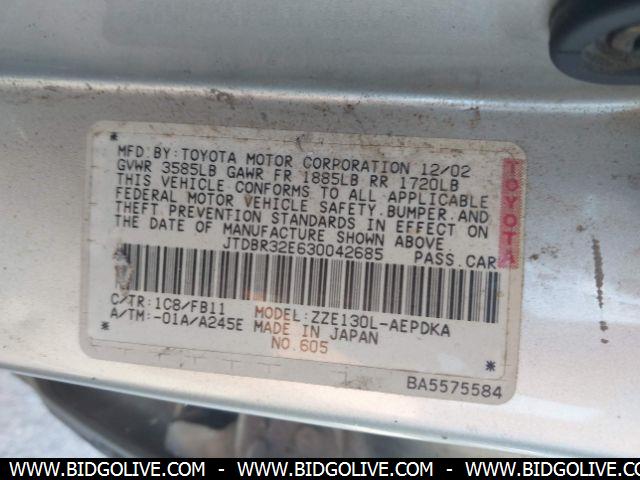 MFD BY:TOYOTA MOTOR CORPORATION 12/02
GVWR 3585LB GAWR FR 1885LB RR 1720LB
THIS VEHICLE CONFORMS TO ALL APPLICABLE
FEDERAL MOTOR VEHICLE SAFETY.BUMPER.AND
THEFT PREVENTION STANDARDS IN EFFECT ON
THE DATE OF MANUFACTURE SHOWN ABOVE.
* JTDBR32E630042685 PASS.CAR
TOYOTA
C/TR:1C8/FB11 MODEL:ZZE130L-AEPDKA
A/TM:-01A/A245E MADE IN JAPAN
NO.605
*
BA5575584
WWW.BIDGOLIVE.COM - WWW.BIDGOLIVE.COM - WWW.BIDGOLIVE.COM